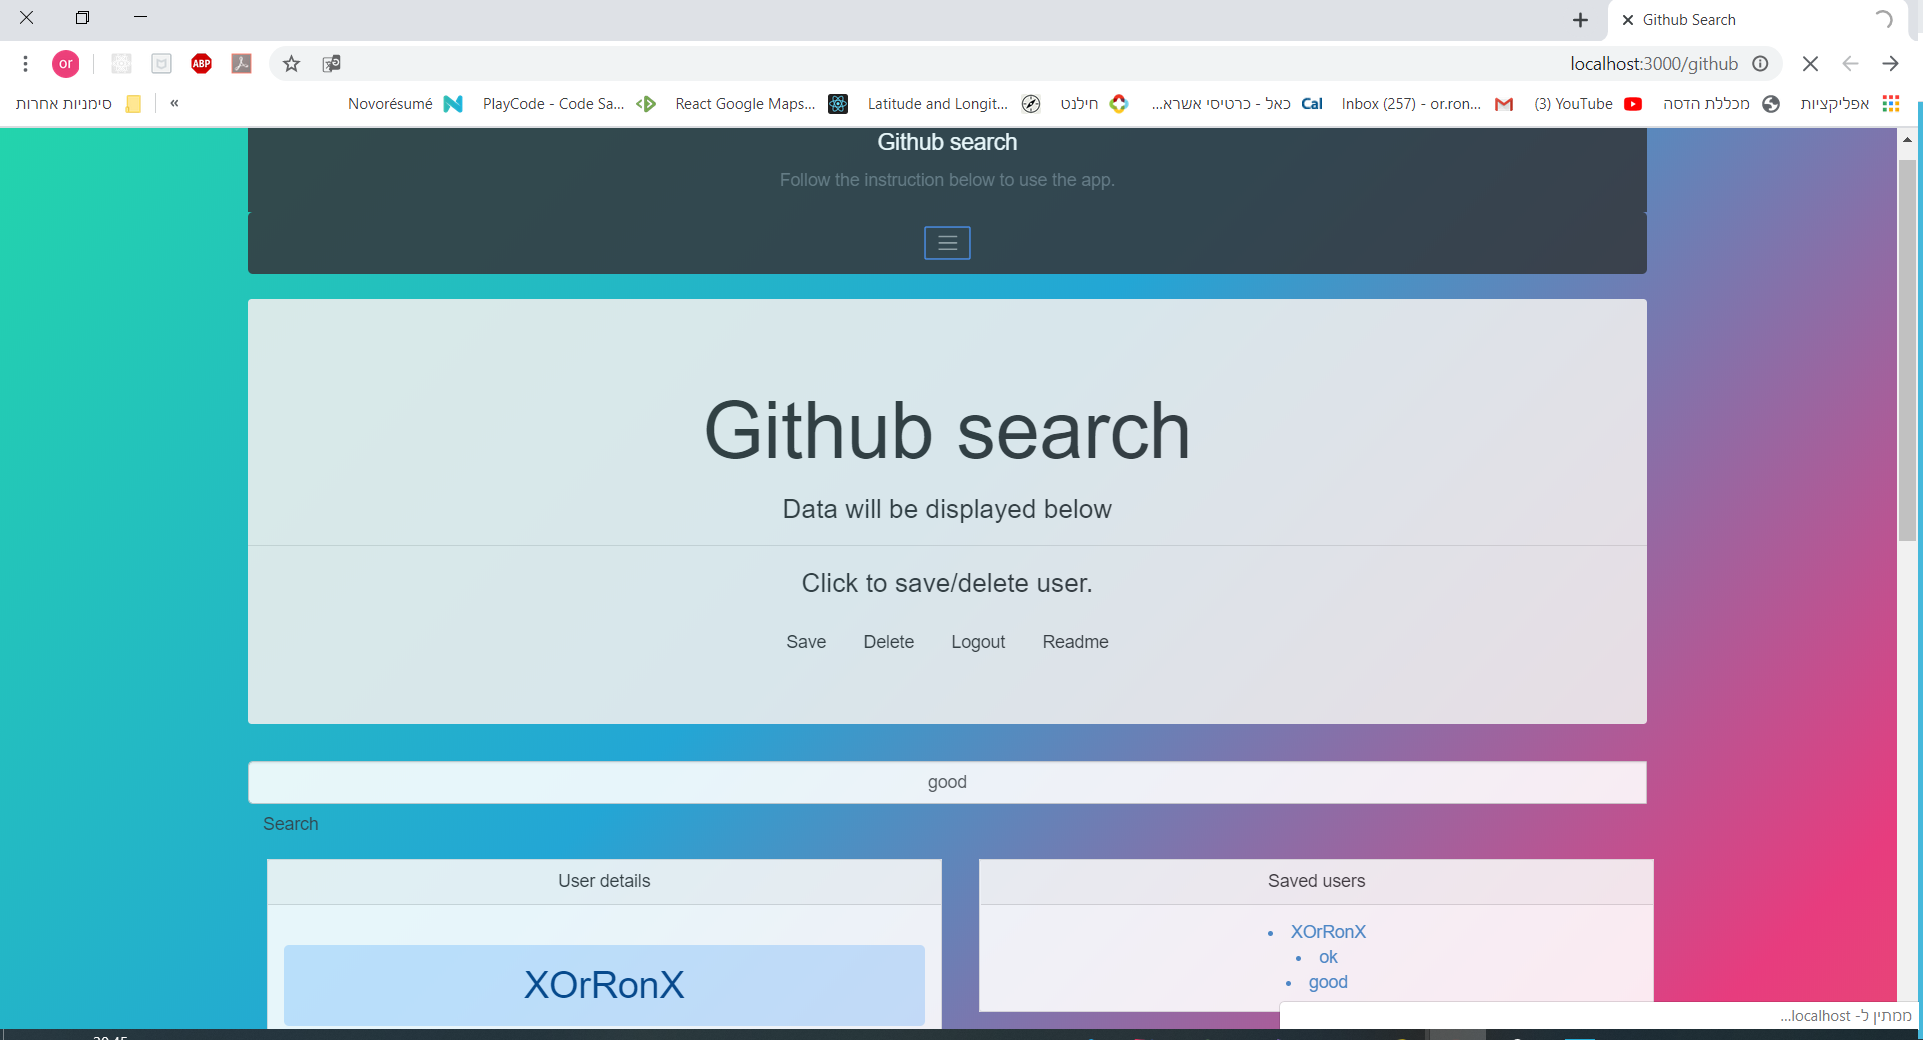 Github Search
localhost:3000/github
or
ABP
אפליקציות
מכללת הדסה
(3) YouTube
Inbox (257) - or.ron...
Cal
כאל - כרטיסי אשרא...
חילנט
Latitude and Longit...
React Google Maps...
PlayCode - Code Sa...
Novorésumé
«
סימניות אחרות
Github search
Follow the instruction below to use the app.
Github search
Data will be displayed below
Click to save/delete user.
Save Delete Logout Readme
good
Search
User details
XOrRonX
Saved users
XOrRonX
ok
good
ממתין ל- localhost...